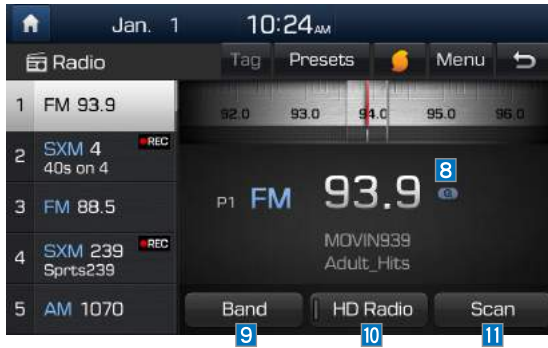 Jan. 1 10:24 AM
Radio Tag Presets Menu
1 FM 93.9
2 SXM 4 REC
40s on 4
3 FM 88.5
4 SXM 239 REC
Sprts239
5 AM 1070
92.0 93.0 94.0 95.0 96.0
8
P1 FM 93.9
MOVIN939
Adult_Hits
Band HD Radio Scan
9 10 11